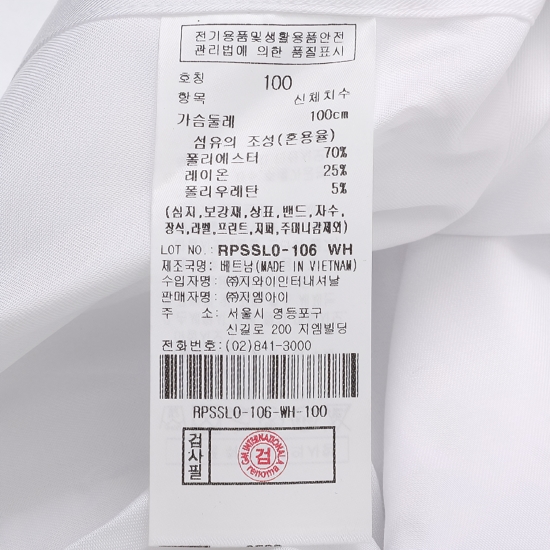 전기용품및생활용품안전
관리법에 의한 품질표시
호칭 100
항목 신체치수
가슴둘레 100cm
섬유의 조성(혼용율)
폴리에스터 70%
레이온 25%
폴리우레탄 5%
(심지,보강재,상표,밴드,자수,
장식,라벨,프린트,지퍼,주머니감제외)
LOT NO.: RPSSL0-106 WH
제조국명: 베트남(MADE IN VIETNAM)
수입자명: ㈜지와이인터내셔날
판매자명: ㈜지엠아이
주 소: 서울시 영등포구
신길로 200 지엠빌딩
전화번호: (02)841-3000
RPSSL0-106-WH-100
검사필
INTERNATIONAL
검
renoma